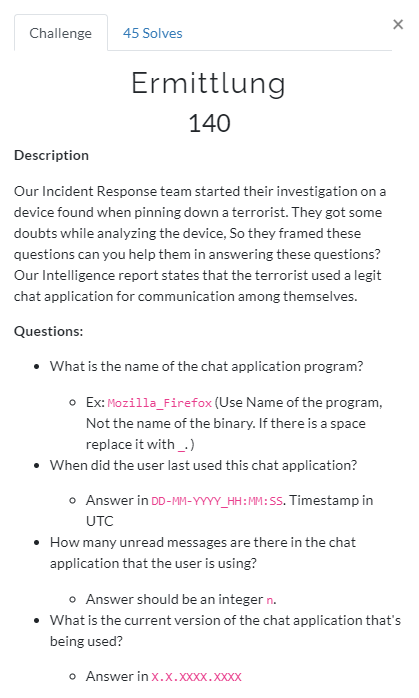 Challenge
45 Solves
×
Ermittlung
140
Description
Our Incident Response team started their investigation on a
device found when pinning down a terrorist. They got some
doubts while analyzing the device, So they framed these
questions can you help them in answering these questions?
Our Intelligence report states that the terrorist used a legit
chat application for communication among themselves.
Questions:
What is the name of the chat application program?
Ex: Mozilla_Firefox (Use Name of the program,
Not the name of the binary. If there is a space
replace it with _. )
When did the user last used this chat application?
Answer in DD-MM-YYYY_HH:MM:SS. Timestamp in
UTC
How many unread messages are there in the chat
application that the user is using?
Answer should be an integer n.
What is the current version of the chat application that's
being used?
Answer in X.X.XXXX.XXXX